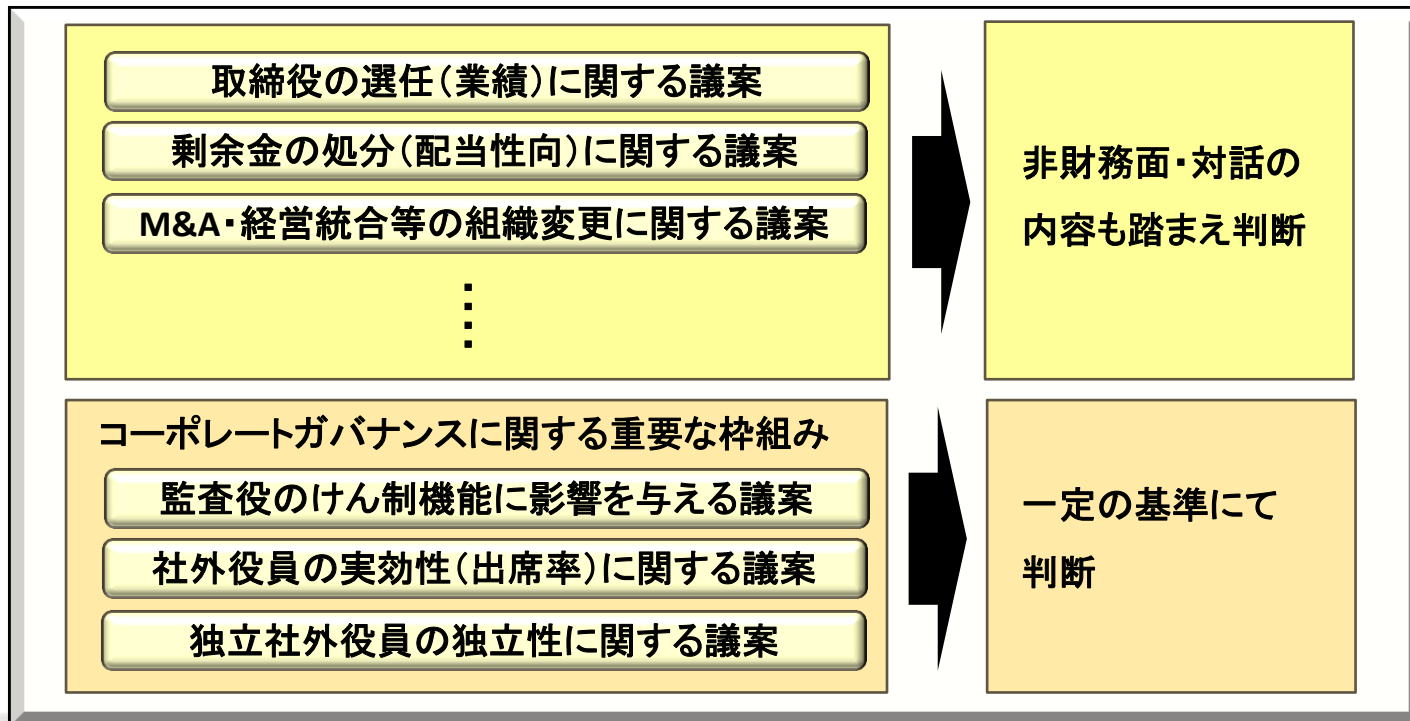 取締役の選任(業績)に関する議案
剰余金の処分(配当性向)に関する議案
M&A・経営統合等の組織変更に関する議案
非財務面・対話の
内容も踏まえ判断
コーポレートガバナンスに関する重要な枠組み
監査役のけん制機能に影響を与える議案
社外役員の実効性(出席率)に関する議案
独立社外役員の独立性に関する議案
一定の基準にて
判断